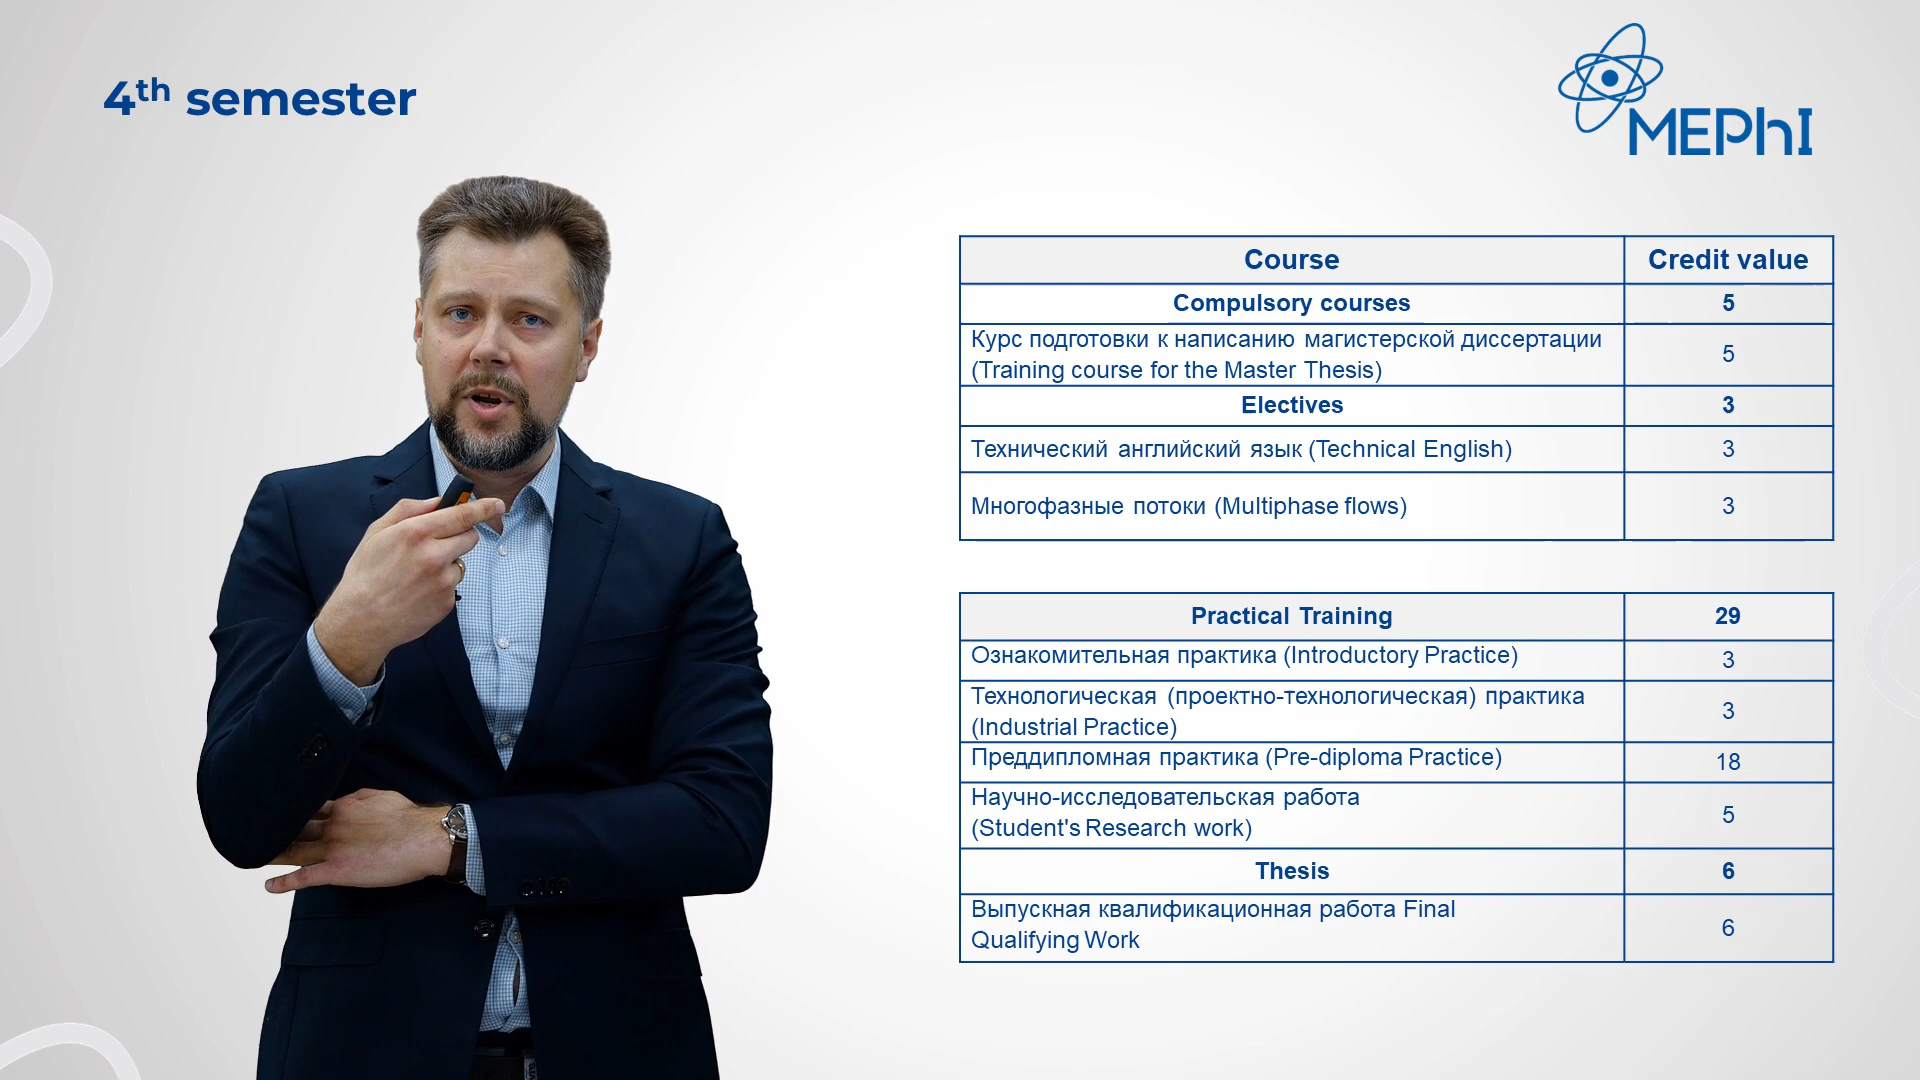 4th semester
MEPhI
Course Credit value
Compulsory courses 5
Курс подготовки к написанию магистерской диссертации
(Training course for the Master Thesis) 5
Electives 3
Технический английский язык (Technical English) 3
Многофазные потоки (Multiphase flows) 3
Practical Training 29
Ознакомительная практика (Introductory Practice) 3
Технологическая (проектно-технологическая) практика
(Industrial Practice) 3
Преддипломная практика (Pre-diploma Practice) 18
Научно-исследовательская работа
(Student's Research work) 5
Thesis 6
Выпускная квалификационная работа Final
Qualifying Work 6